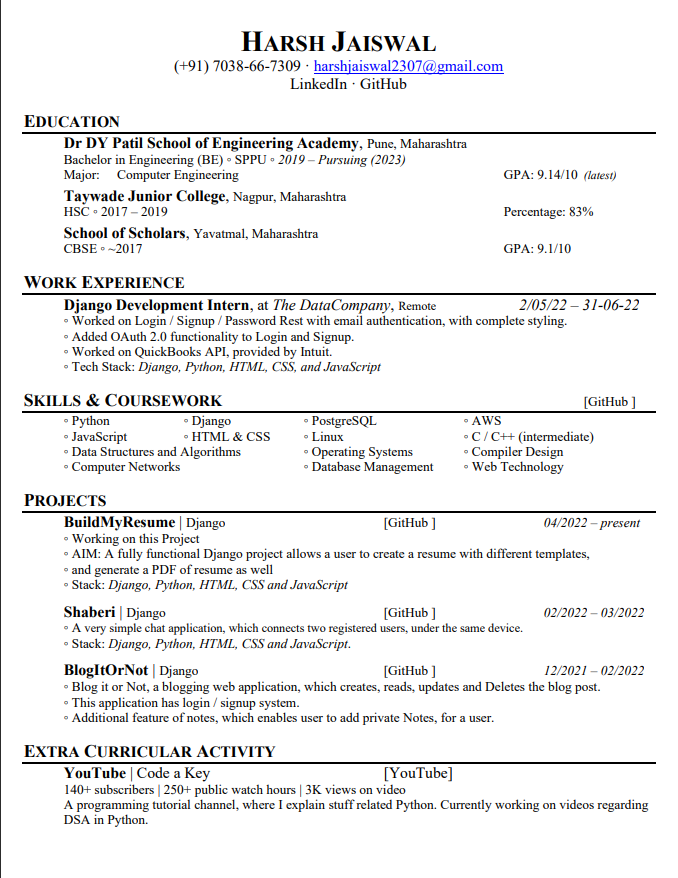 HARSH JAISWAL
(+91) 7038-66-7309 · harshjaiswal2307@gmail.com
LinkedIn · GitHub
EDUCATION
Dr DY Patil School of Engineering Academy, Pune, Maharashtra
Bachelor in Engineering (BE) ◦ SPPU ◦ 2019 – Pursuing (2023)
Major: Computer Engineering GPA: 9.14/10 (latest)
Taywade Junior College, Nagpur, Maharashtra
HSC ◦ 2017 – 2019 Percentage: 83%
School of Scholars, Yavatmal, Maharashtra
CBSE ◦ ~2017 GPA: 9.1/10
WORK EXPERIENCE
Django Development Intern, at The DataCompany, Remote 2/05/22 – 31-06-22
◦ Worked on Login / Signup / Password Rest with email authentication, with complete styling.
◦ Added OAuth 2.0 functionality to Login and Signup.
◦ Worked on QuickBooks API, provided by Intuit.
◦ Tech Stack: Django, Python, HTML, CSS, and JavaScript
SKILLS & COURSEWORK [GitHub ]
◦ Python ◦ Django ◦ PostgreSQL ◦ AWS
◦ JavaScript ◦ HTML & CSS ◦ Linux ◦ C / C++ (intermediate)
◦ Data Structures and Algorithms ◦ Operating Systems ◦ Compiler Design
◦ Computer Networks ◦ Database Management ◦ Web Technology
PROJECTS
BuildMyResume | Django [GitHub ] 04/2022 – present
◦ Working on this Project
◦ AIM: A fully functional Django project allows a user to create a resume with different templates,
◦ and generate a PDF of resume as well
◦ Stack: Django, Python, HTML, CSS and JavaScript
Shaberi | Django [GitHub ] 02/2022 – 03/2022
◦ A very simple chat application, which connects two registered users, under the same device.
◦ Stack: Django, Python, HTML, CSS and JavaScript.
BlogItOrNot | Django [GitHub ] 12/2021 – 02/2022
◦ Blog it or Not, a blogging web application, which creates, reads, updates and Deletes the blog post.
◦ This application has login / signup system.
◦ Additional feature of notes, which enables user to add private Notes, for a user.
EXTRA CURRICULAR ACTIVITY
YouTube | Code a Key [YouTube]
140+ subscribers | 250+ public watch hours | 3K views on video
A programming tutorial channel, where I explain stuff related Python. Currently working on videos regarding
DSA in Python.